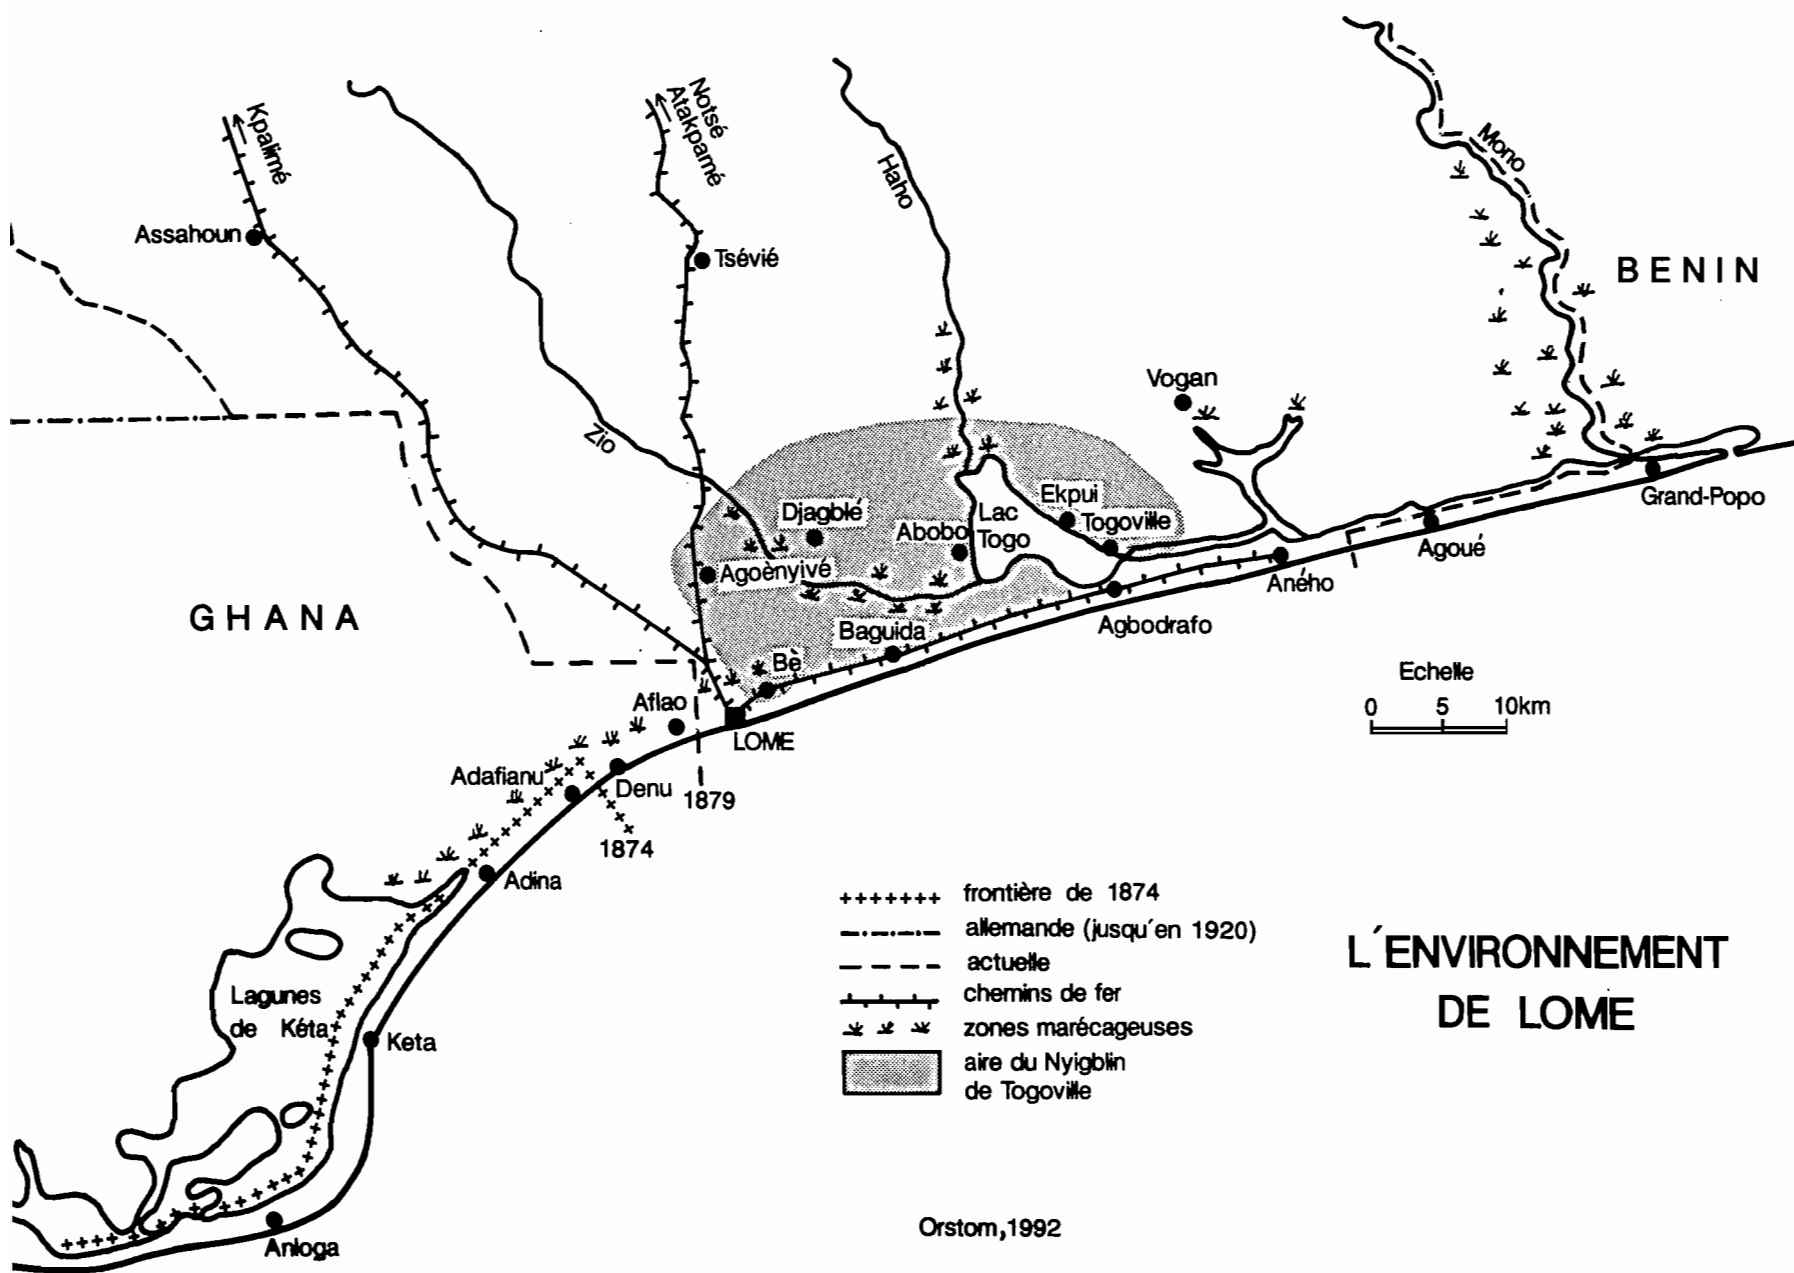 Kpalimé
Notsé
Atakpamé
Haho
Mono
Assahoun
Tsévié
BENIN
Vogan
Zio
Grand-Popo
Ekpui
Djagblé
Lac
Togo
Togoville
Abobo
Agoué
Agoènyivé
Aného
GHANA
Agbodrafo
Baguida
Bè
Echelle
Aflao
0 5 10km
LOME
Adafianu
Denu
1879
1874
Adina
frontière de 1874
allemande (jusqu'en 1920)
actuelle
chemins de fer
zones marécageuses
aire du Nyigblin
de Togoville
L'ENVIRONNEMENT
DE LOME
Lagunes
de Kéta
Keta
Orstom,1992
Anloga